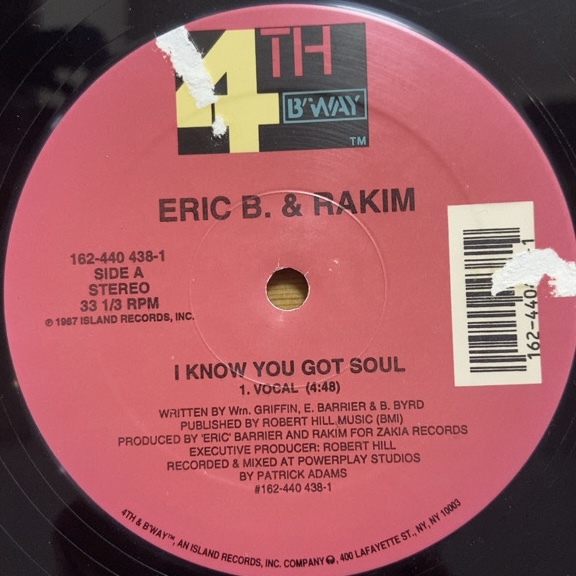 4TH
B'WAY
TM
ERIC B. & RAKIM
162-440 438-1
SIDE A
STEREO
33 1/3 RPM
℗ 1987 ISLAND RECORDS, INC.
162-440
-1
I KNOW YOU GOT SOUL
1. VOCAL (4:48)
WRITTEN BY Wm. GRIFFIN, E. BARRIER & B. BYRD
PUBLISHED BY ROBERT HILL MUSIC (BMI)
PRODUCED BY 'ERIC' BARRIER AND RAKIM FOR ZAKIA RECORDS
EXECUTIVE PRODUCER: ROBERT HILL
RECORDED & MIXED AT POWERPLAY STUDIOS
BY PATRICK ADAMS
#162-440 438-1
4TH & B'WAY™, AN ISLAND RECORDS, INC. COMPANY, 400 LAFAYETTE ST., NY, NY 10003